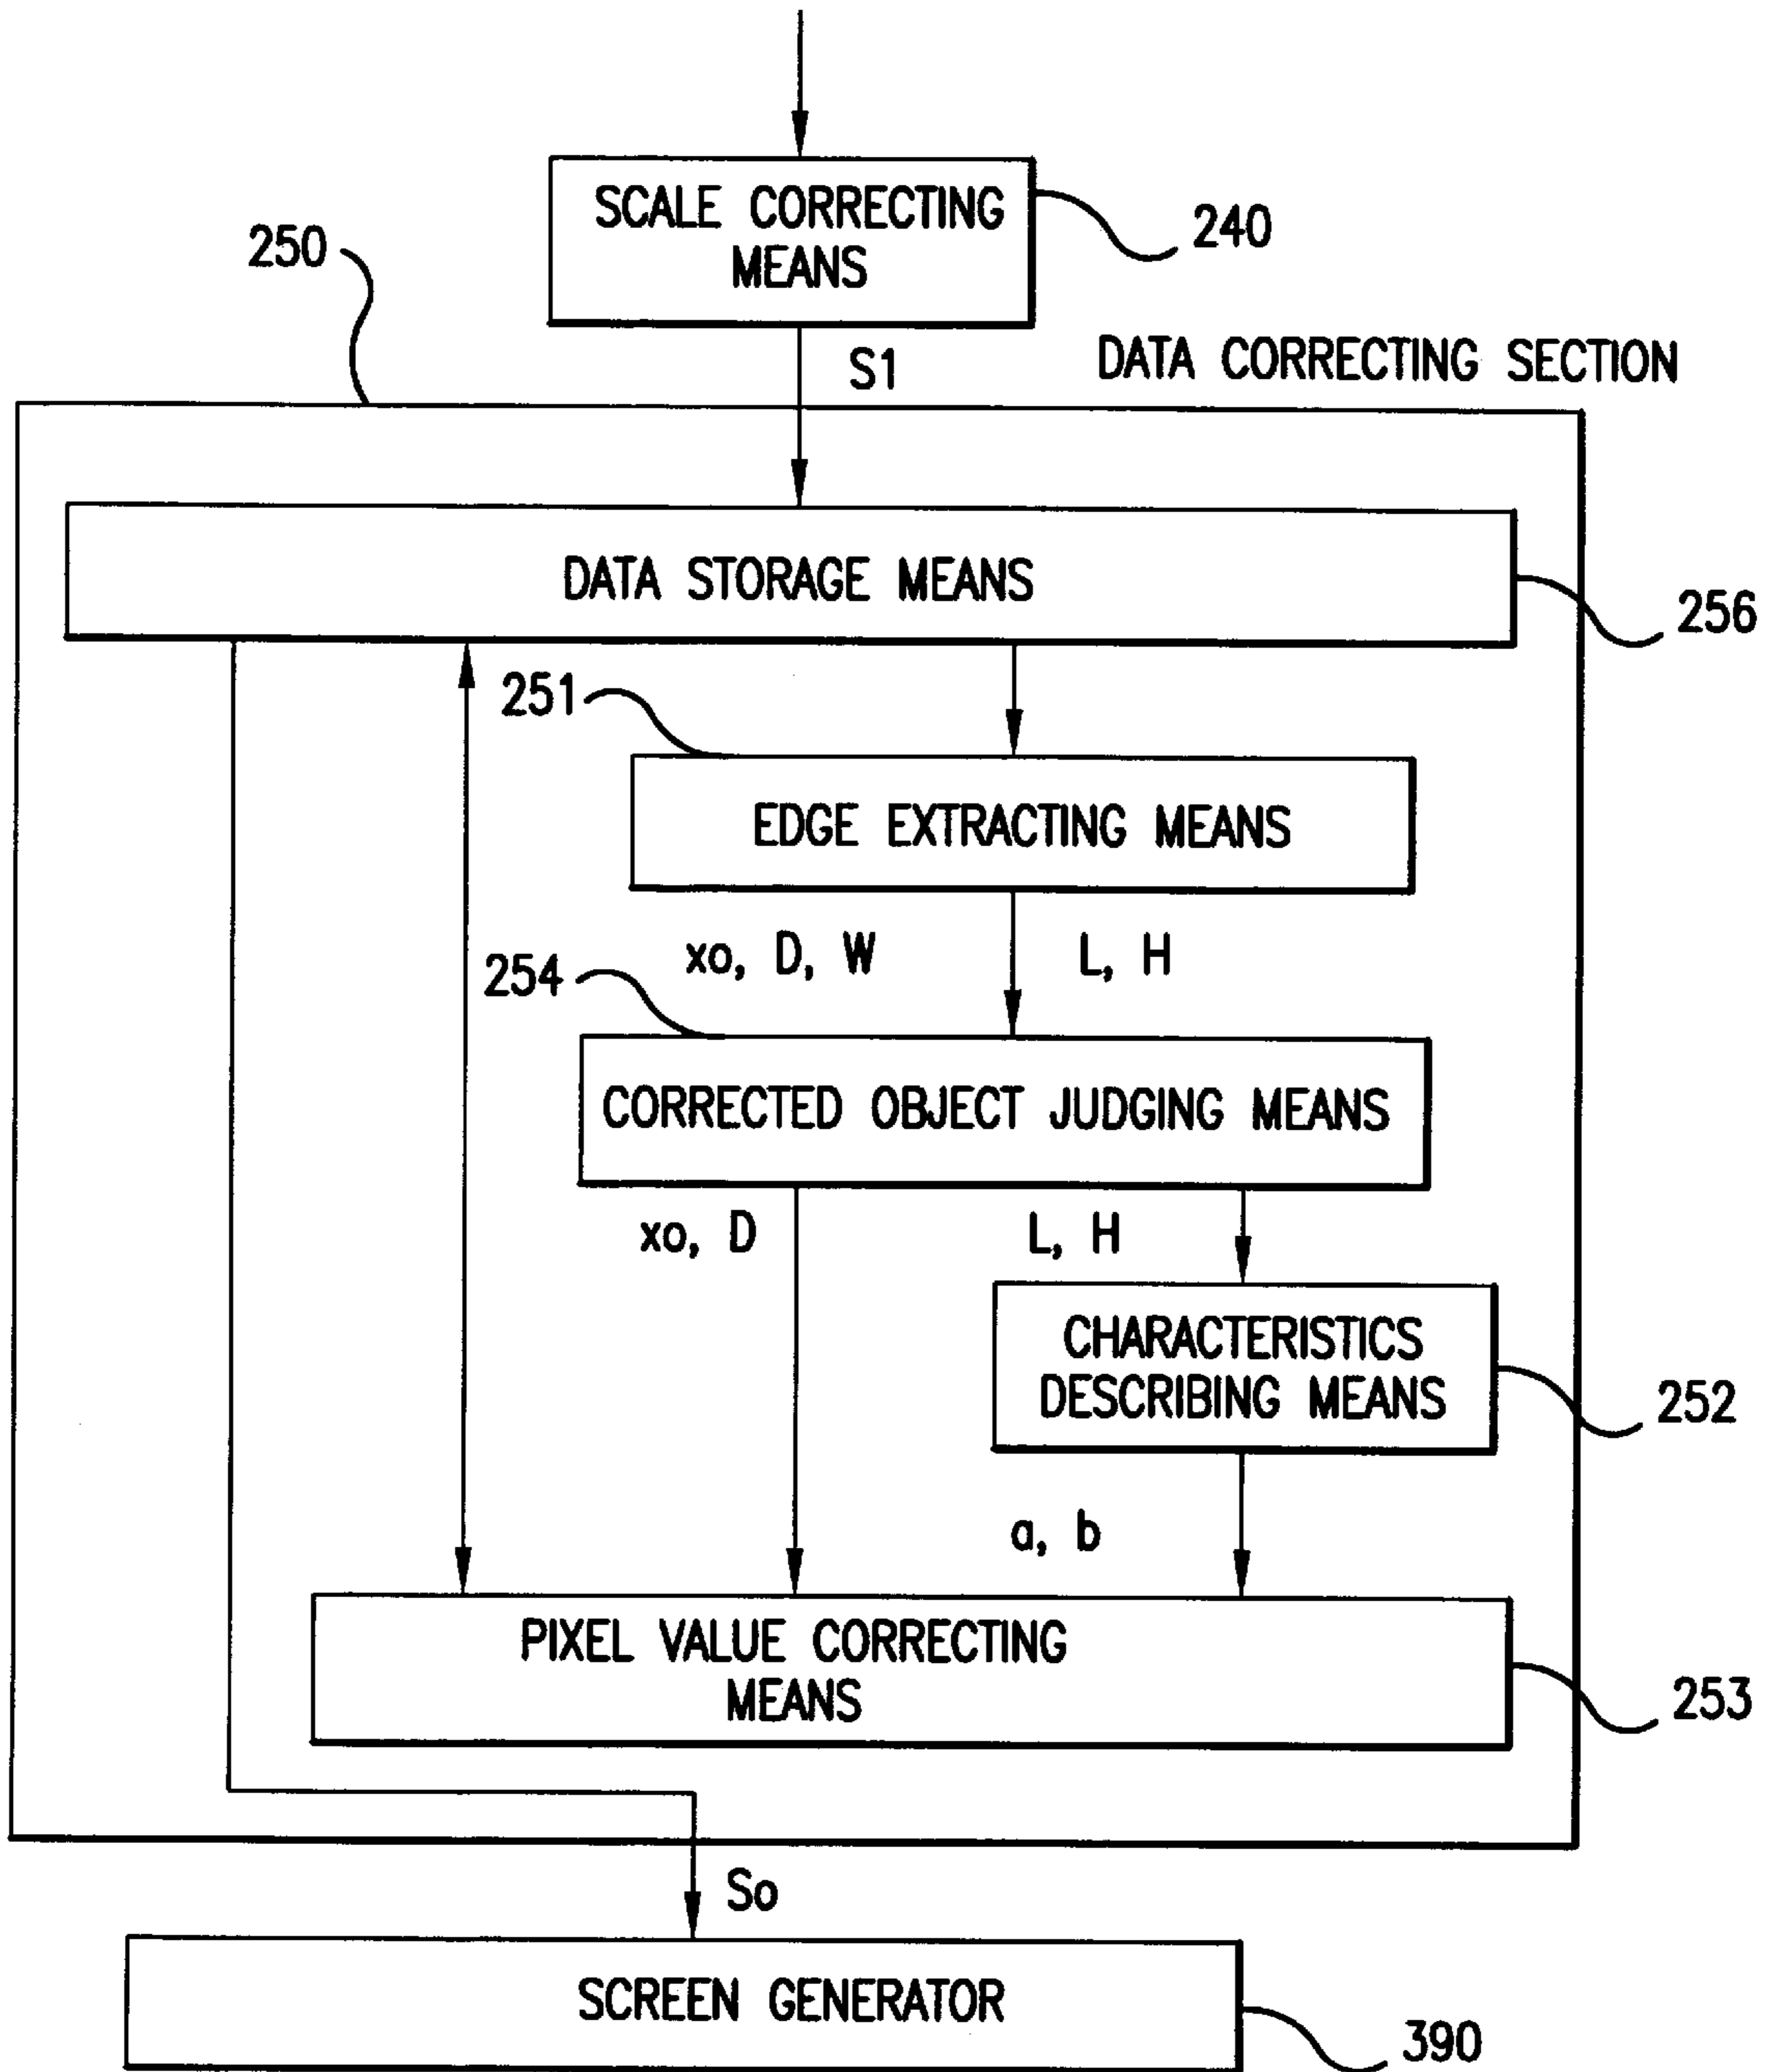 SCALE CORRECTING
MEANS
240
250
S1
DATA CORRECTING SECTION
DATA STORAGE MEANS
256
251
EDGE EXTRACTING MEANS
xo, D, W
L, H
254
CORRECTED OBJECT JUDGING MEANS
xo, D
L, H
CHARACTERISTICS
DESCRIBING MEANS
252
a, b
PIXEL VALUE CORRECTING
MEANS
253
So
SCREEN GENERATOR
390